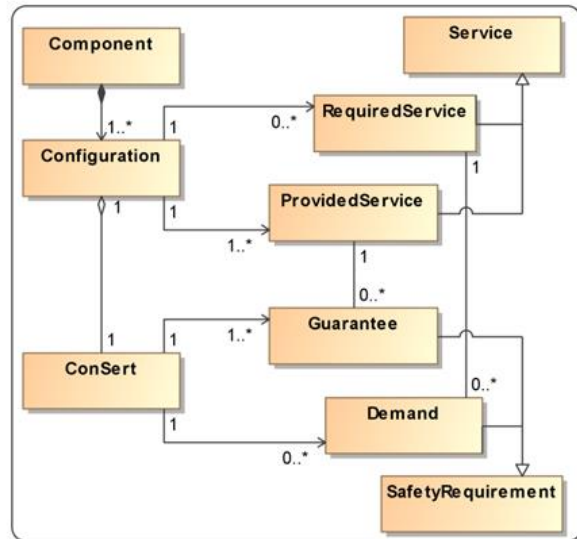 Component
Service
1..*
1
0..*
RequiredService
Configuration
1
1
1
ProvidedService
1..*
1
0..*
1
1
1..*
Guarantee
ConSert
0..*
1
0..*
Demand
SafetyRequirement